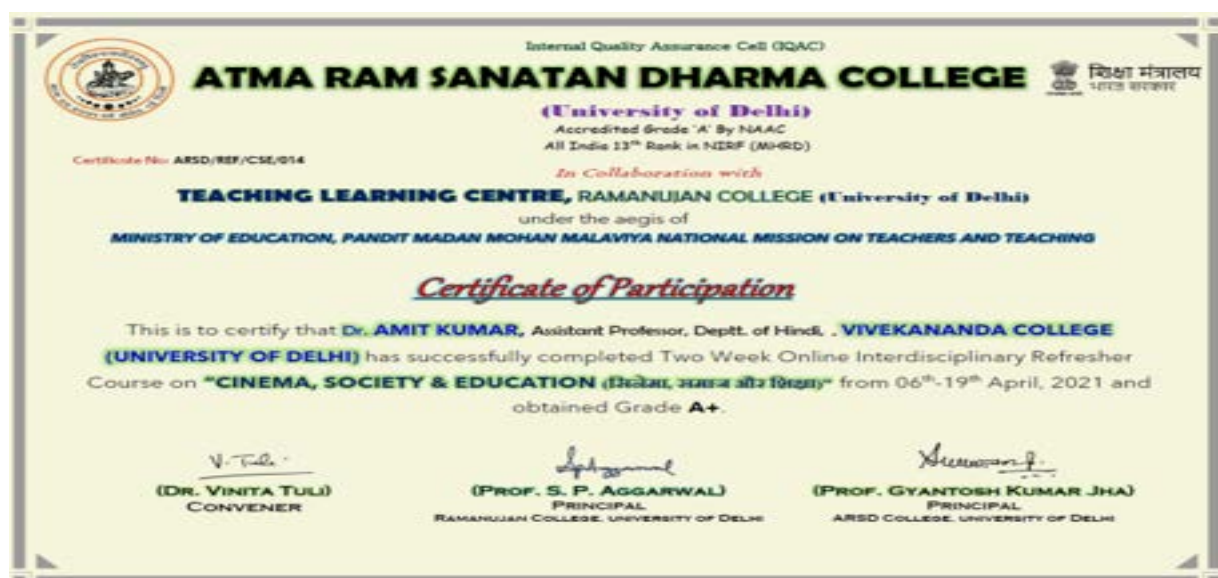 Internal Quality Assurance Cell (IQAC)
ATMA RAM SANATAN DHARMA COLLEGE
शिक्षा मंत्रालय
भारत सरकार
(University of Delhi)
Accredited Grade 'A' By NAAC
All India 13th Rank in NIRF (MHRD)
Certificate No: ARSD/REF/CSE/014
In Collaboration with
TEACHING LEARNING CENTRE, RAMANUJAN COLLEGE (University of Delhi)
under the aegis of
MINISTRY OF EDUCATION, PANDIT MADAN MOHAN MALAVIYA NATIONAL MISSION ON TEACHERS AND TEACHING
Certificate of Participation
This is to certify that Dr. AMIT KUMAR, Assistant Professor, Deptt. of Hindi, . VIVEKANANDA COLLEGE
(UNIVERSITY OF DELHI) has successfully completed Two Week Online Interdisciplinary Refresher
Course on "CINEMA, SOCIETY & EDUCATION (सिनेमा, समाज और शिक्षा)" from 06th-19th April, 2021 and
obtained Grade A+.
V. Tuli
(DR. VINITA TULI)
CONVENER
(PROF. S. P. AGGARWAL)
PRINCIPAL
RAMANUJAN COLLEGE, UNIVERSITY OF DELHI
(PROF. GYANTOSH KUMAR JHA)
PRINCIPAL
ARSD COLLEGE, UNIVERSITY OF DELHI